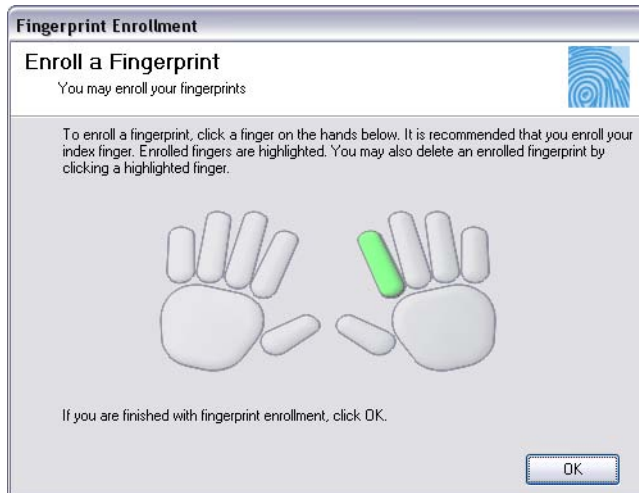 Fingerprint Enrollment
Enroll a Fingerprint
You may enroll your fingerprints
To enroll a fingerprint, click a finger on the hands below. It is recommended that you enroll your
index finger. Enrolled fingers are highlighted. You may also delete an enrolled fingerprint by
clicking a highlighted finger.
If you are finished with fingerprint enrollment, click OK.
OK